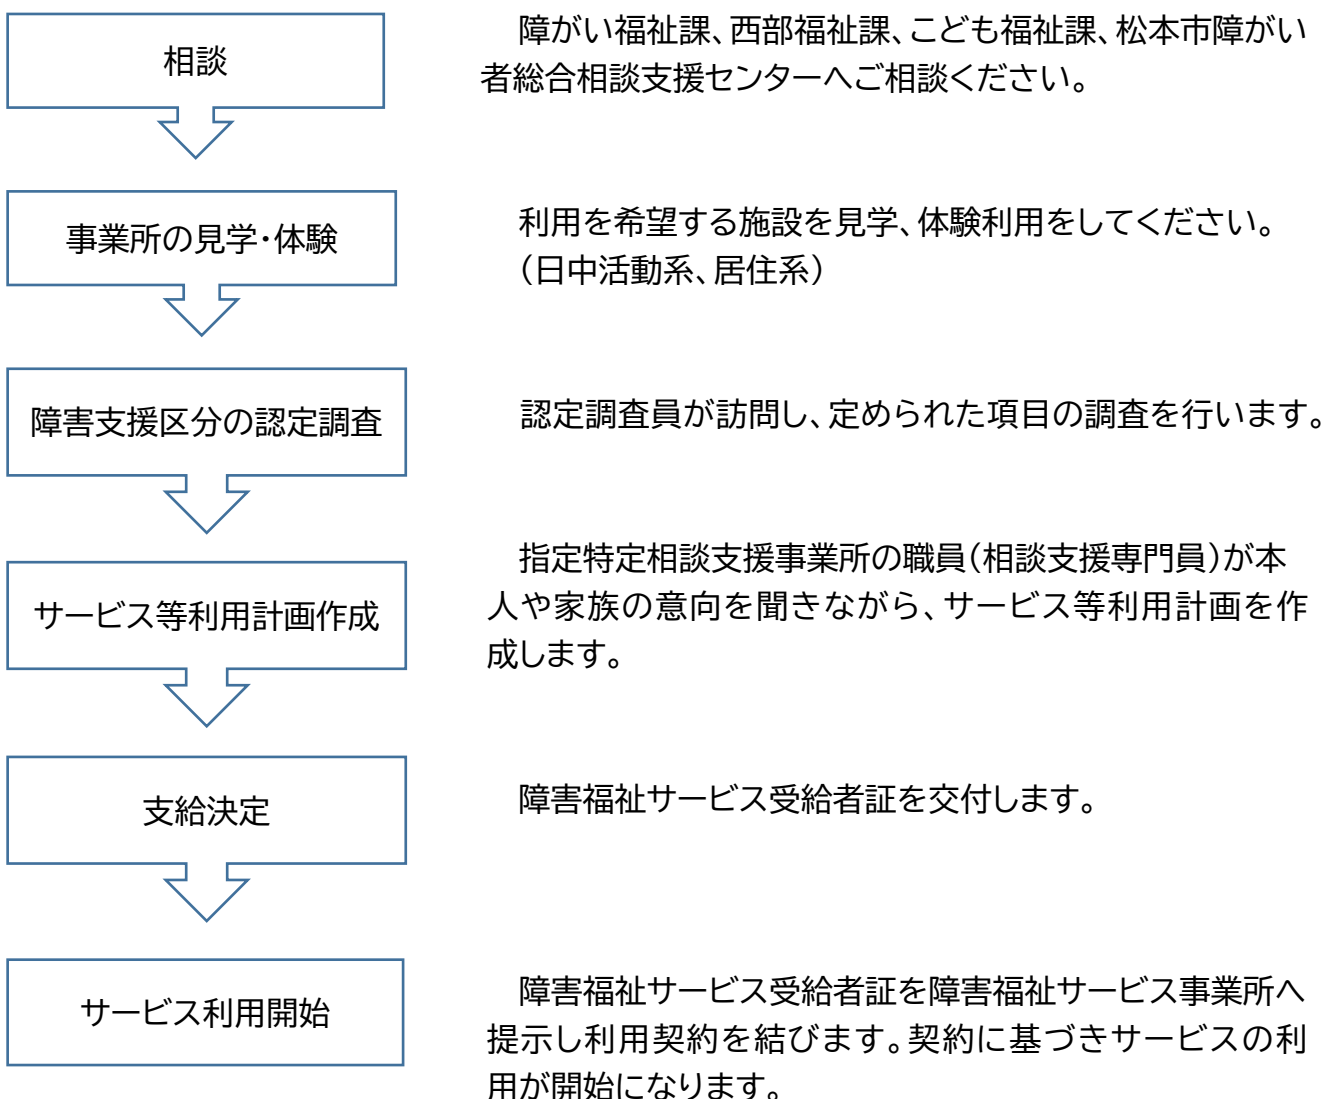 相談
障がい福祉課、西部福祉課、こども福祉課、松本市障がい
者総合相談支援センターへご相談ください。
事業所の見学・体験
利用を希望する施設を見学、体験利用をしてください。
(日中活動系、居住系)
障害支援区分の認定調査
認定調査員が訪問し、定められた項目の調査を行います。
サービス等利用計画作成
指定特定相談支援事業所の職員(相談支援専門員)が本
人や家族の意向を聞きながら、サービス等利用計画を作
成します。
支給決定
障害福祉サービス受給者証を交付します。
サービス利用開始
障害福祉サービス受給者証を障害福祉サービス事業所へ
提示し利用契約を結びます。契約に基づきサービスの利
用が開始になります。